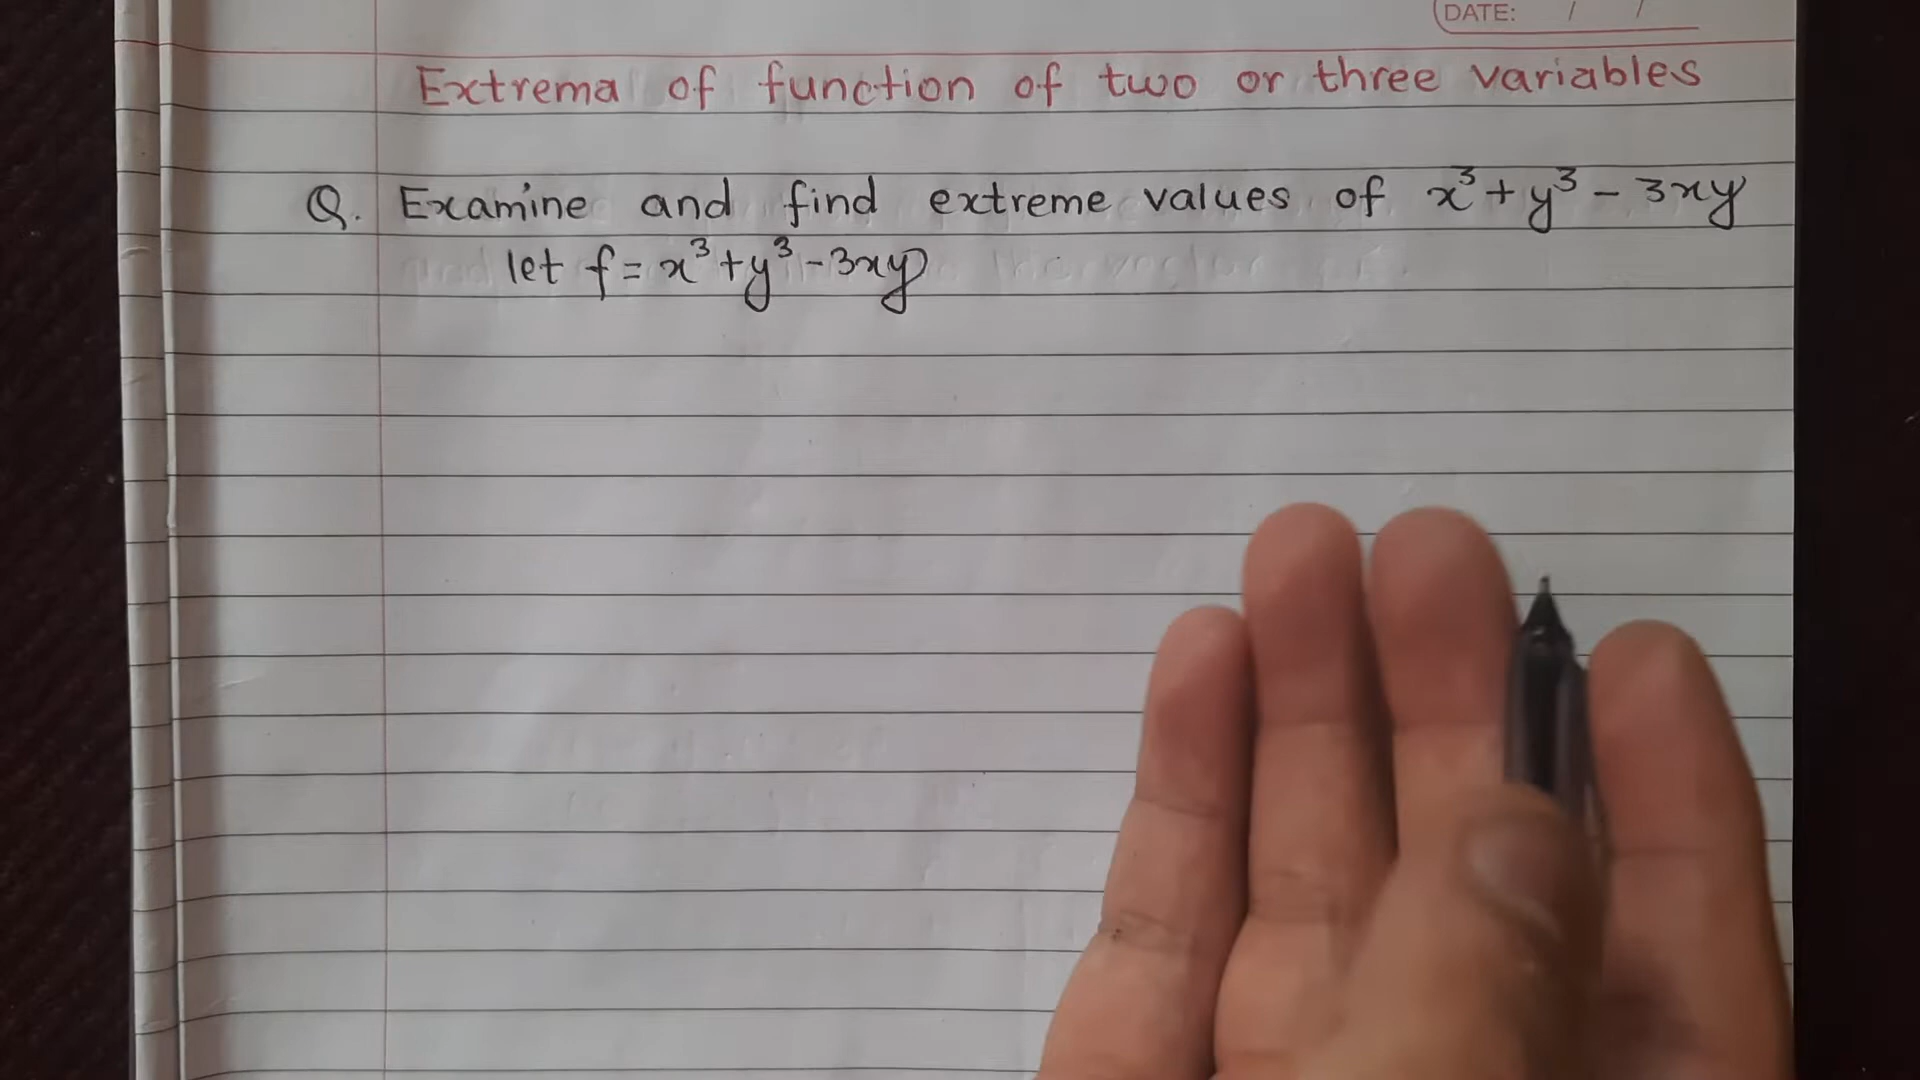 DATE: / /
Extrema of function of two or three variables
Q. Examine and find extreme values of x³+y³-3xy
let f=x³+y³-3xy